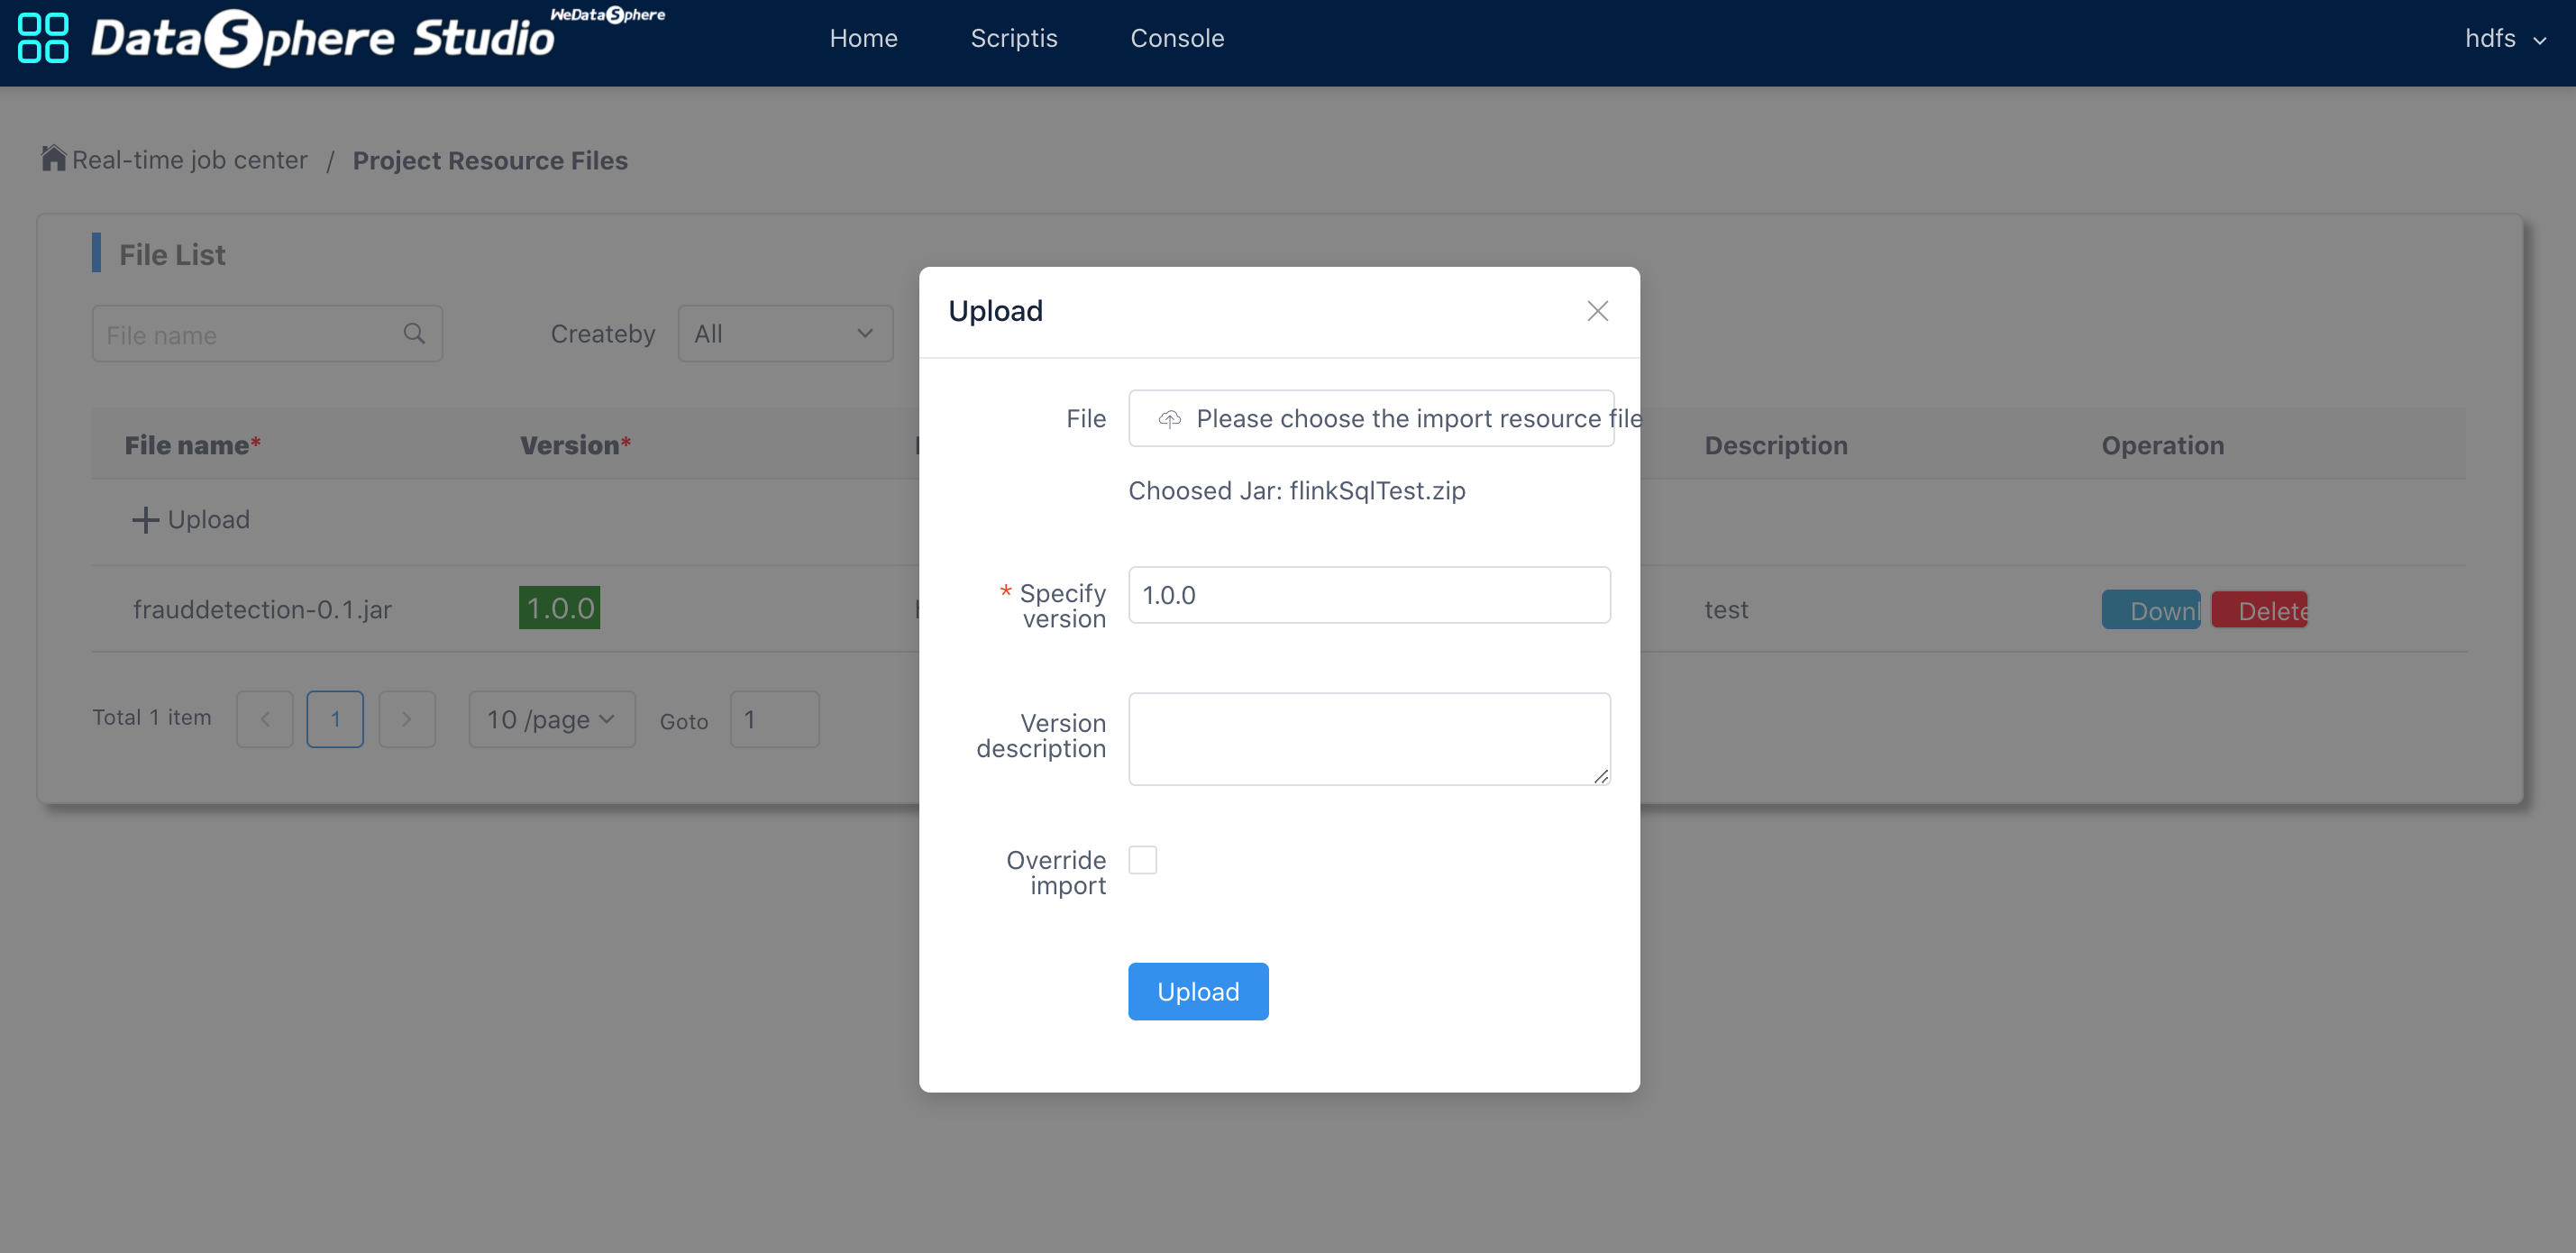 DataSphere Studio WeDataSphere
Home Scriptis Console hdfs
Real-time job center / Project Resource Files
File List
File name Createby All
File name* Version* Description Operation
Upload
frauddetection-0.1.jar 1.0.0 test Downl Delete
Total 1 item 1 10 /page Goto 1
Upload
File Please choose the import resource file
Choosed Jar: flinkSqlTest.zip
* Specify version 1.0.0
Version description
Override import
Upload